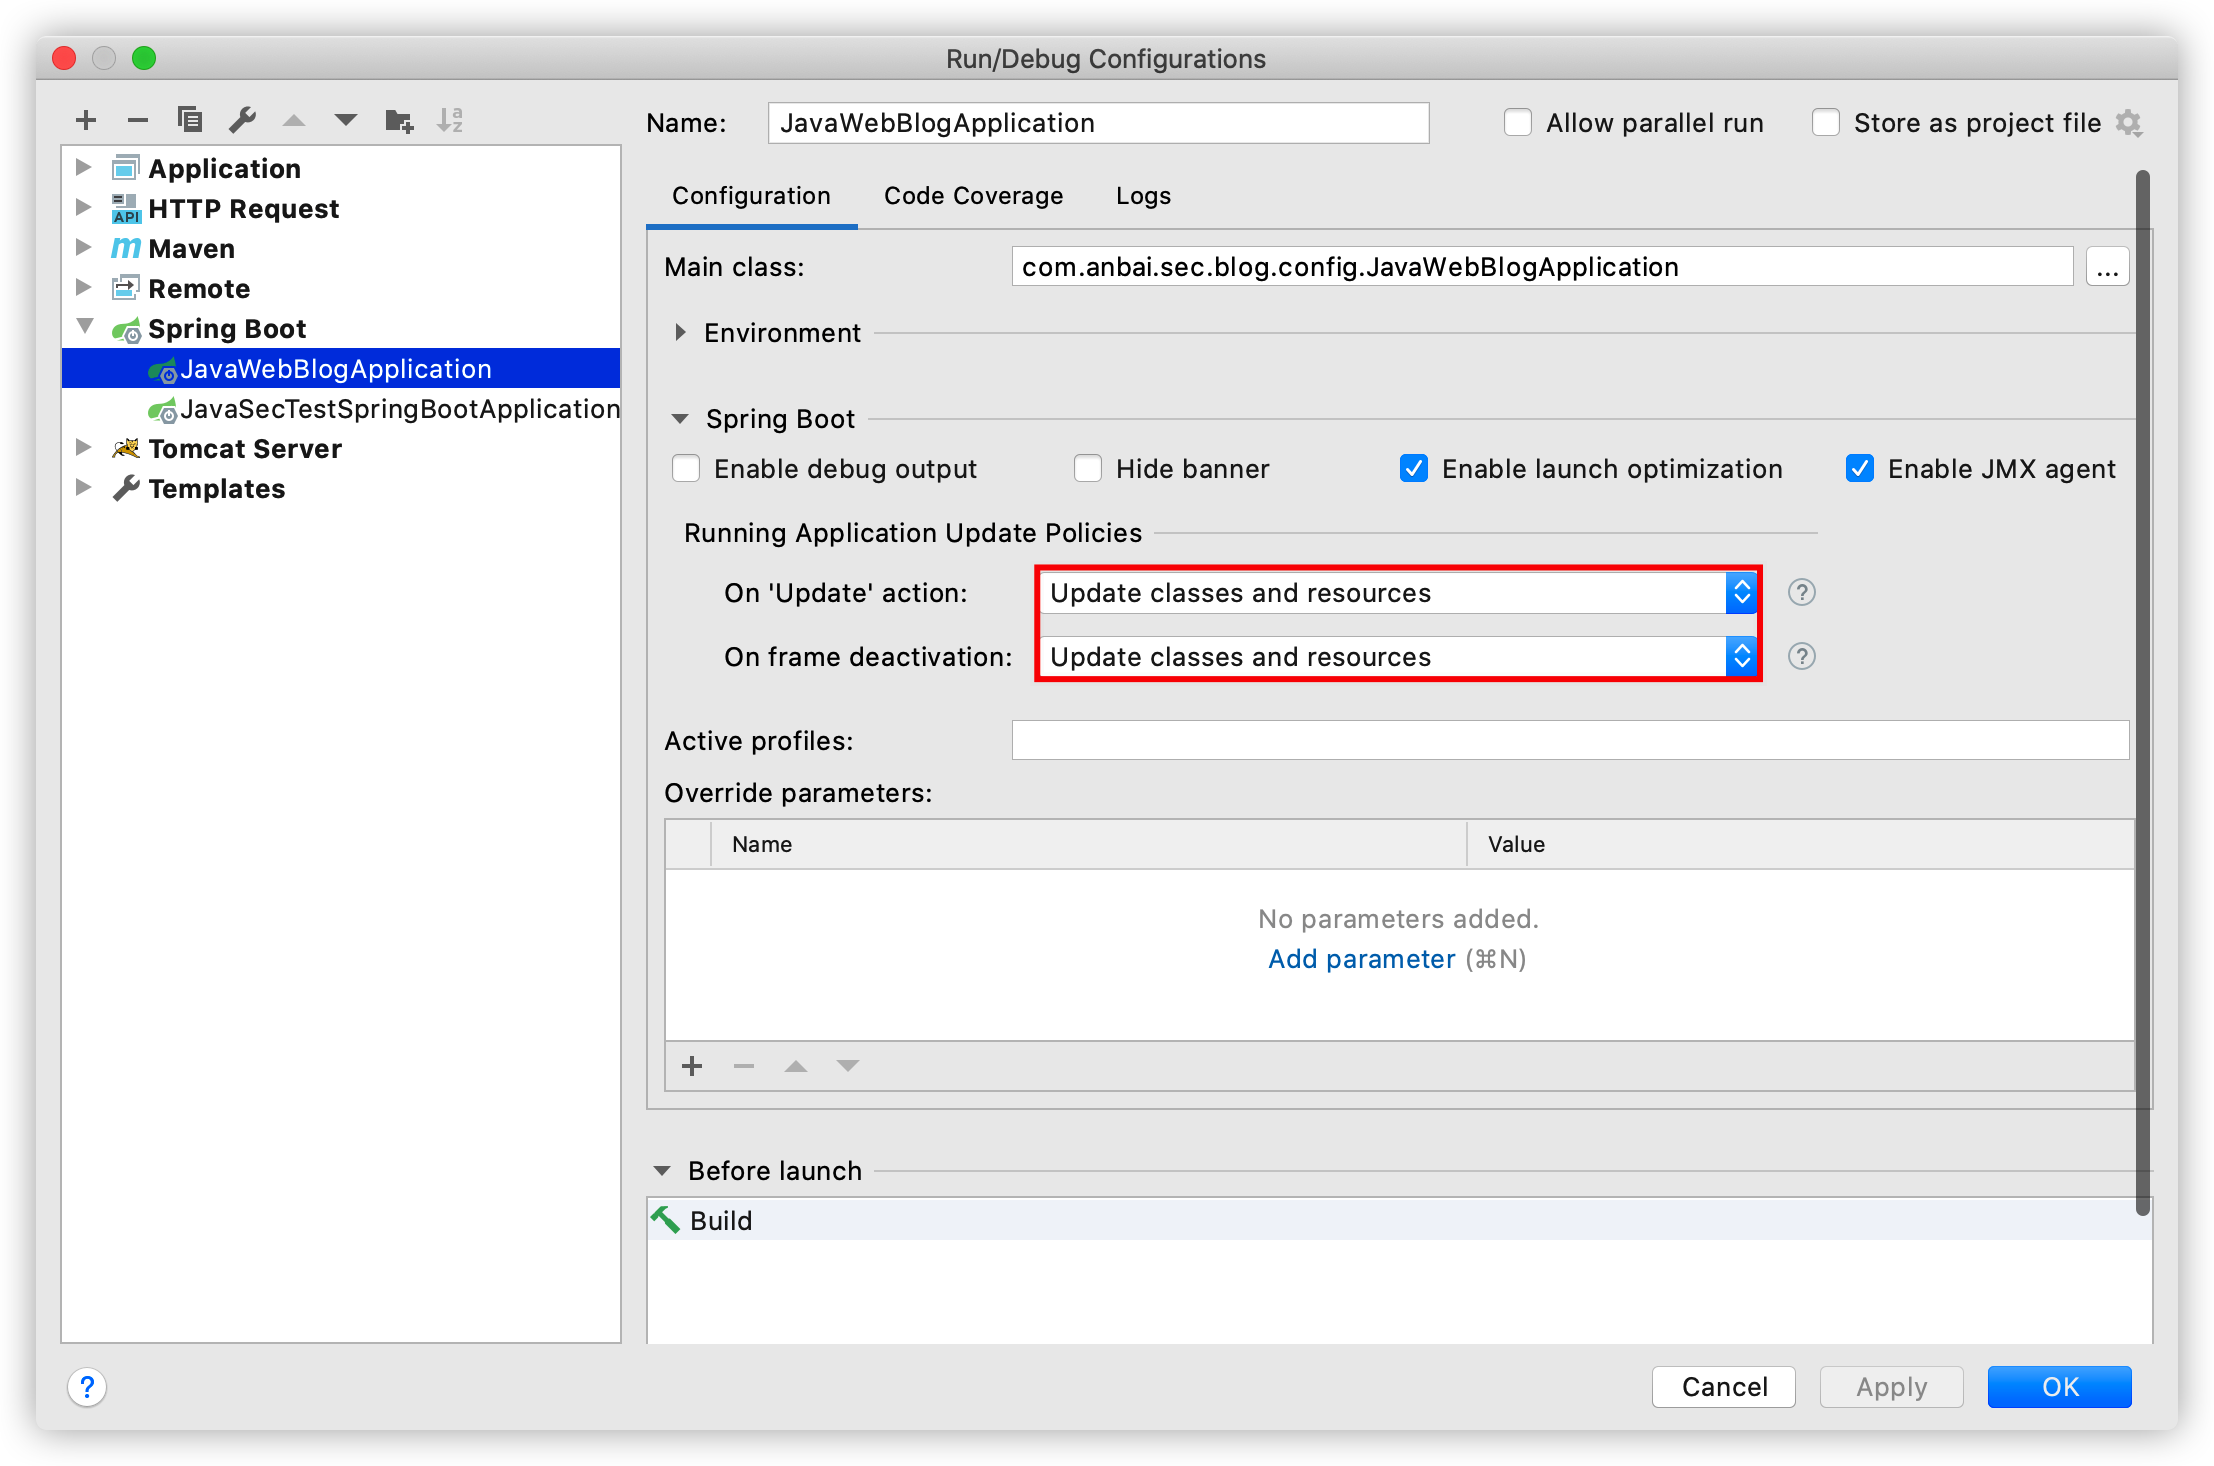 Run/Debug Configurations
Name: JavaWebBlogApplication Allow parallel run Store as project file
Application
API HTTP Request
m Maven
Remote
Spring Boot
JavaWebBlogApplication
JavaSecTestSpringBootApplication
Tomcat Server
Templates
Configuration Code Coverage Logs
Main class: com.anbai.sec.blog.config.JavaWebBlogApplication ...
Environment
Spring Boot
Enable debug output Hide banner Enable launch optimization Enable JMX agent
Running Application Update Policies
On 'Update' action: Update classes and resources ?
On frame deactivation: Update classes and resources ?
Active profiles:
Override parameters:
Name Value
No parameters added.
Add parameter (⌘N)
Before launch
Build
? Cancel Apply OK